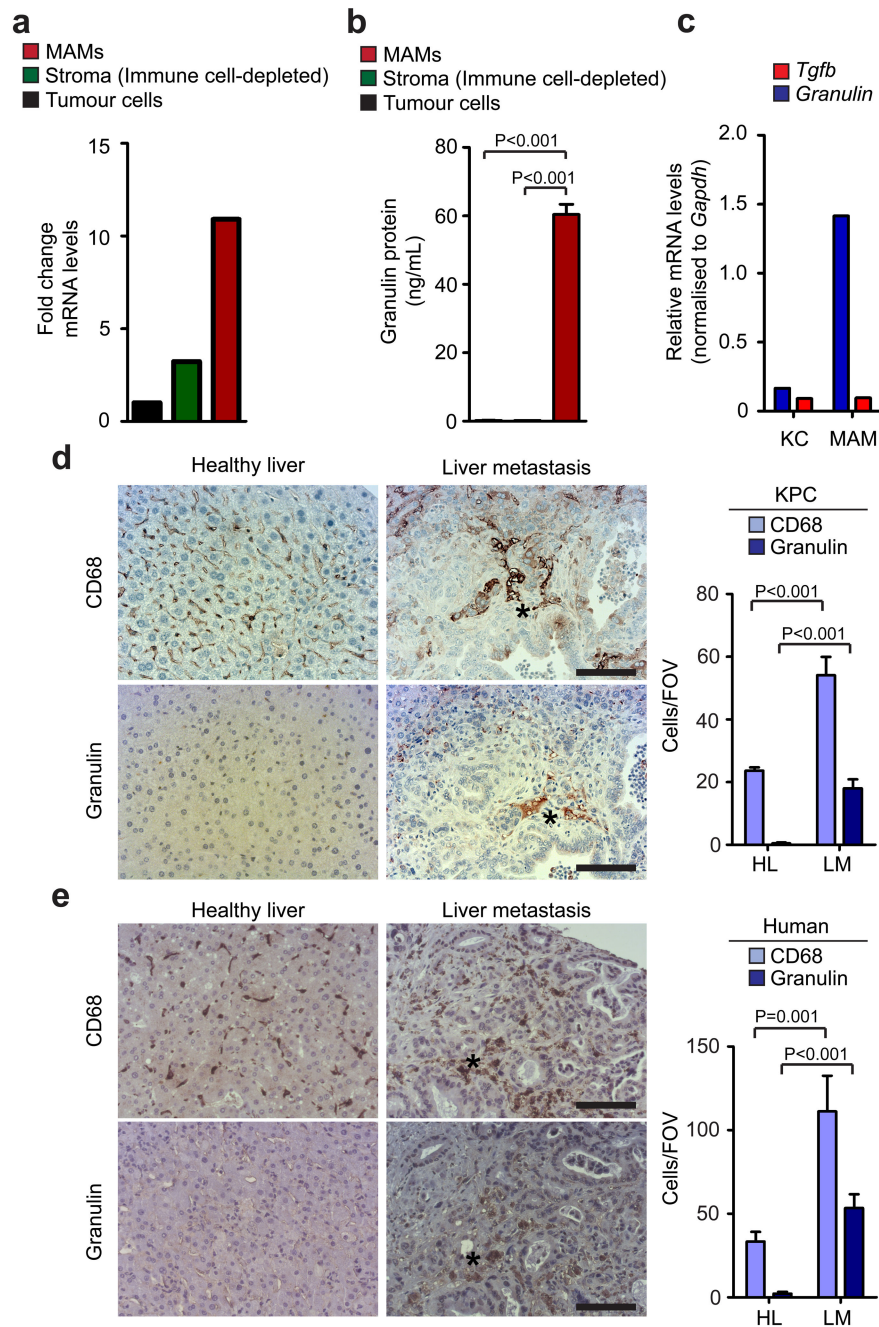 a
MAMs
Stroma (Immune cell-depleted)
Tumour cells
15
10
5
0
Fold change
mRNA levels
b
MAMs
Stroma (Immune cell-depleted)
Tumour cells
P<0.001
P<0.001
80
60
40
20
0
Granulin protein
(ng/mL)
c
Tgfb
Granulin
2.0
1.5
1.0
0.5
0
Relative mRNA levels
(normalised to Gapdh)
KC MAM
d
Healthy liver
Liver metastasis
CD68
*
Granulin
*
KPC
CD68
Granulin
P<0.001
P<0.001
80
60
40
20
0
Cells/FOV
HL LM
e
Healthy liver
Liver metastasis
CD68
*
Granulin
*
Human
CD68
Granulin
P=0.001
P<0.001
150
100
50
0
Cells/FOV
HL LM